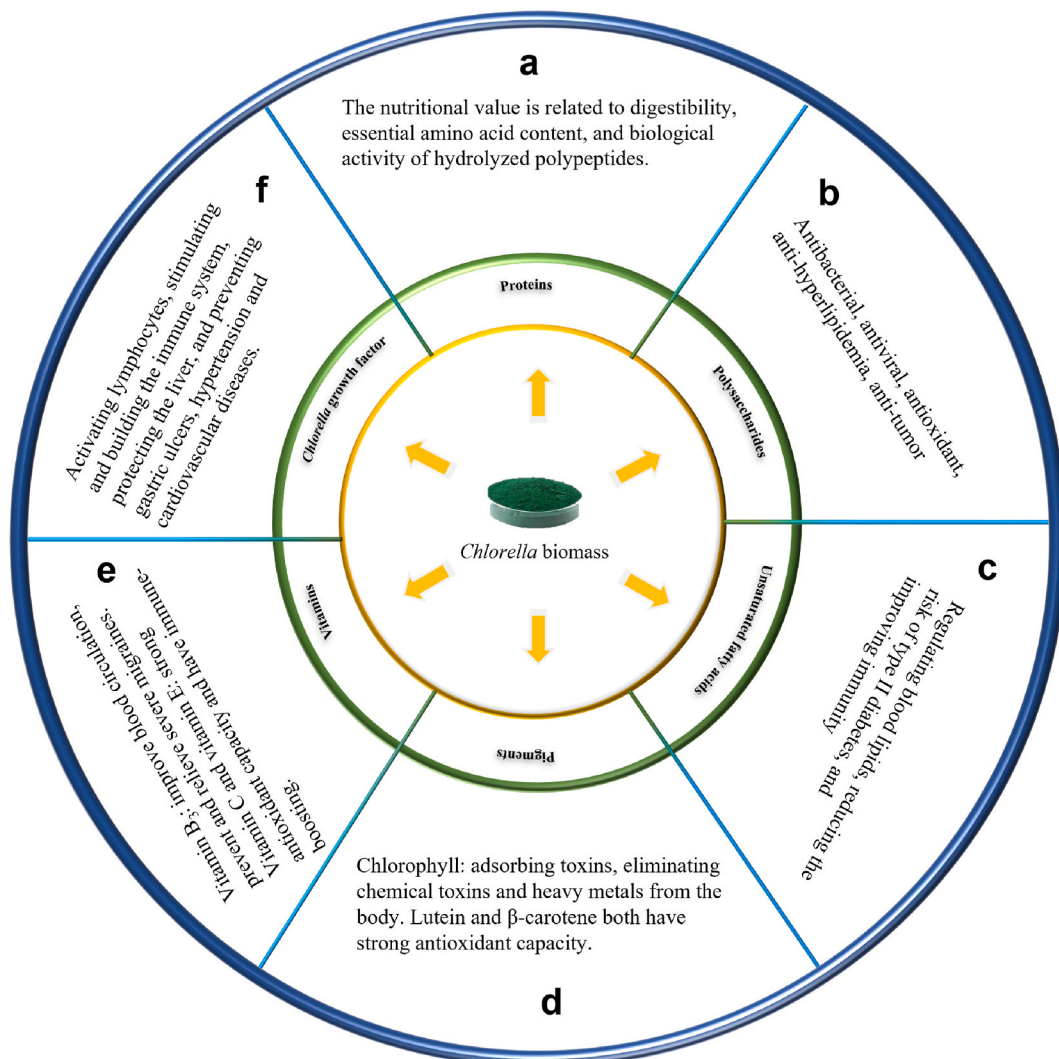 a
The nutritional value is related to digestibility,
essential amino acid content, and biological
activity of hydrolyzed polypeptides.
b
Antibacterial, antiviral, antioxidant,
anti-hyperlipidemia, anti-tumor
c
Regulating blood lipids, reducing the
risk of type II diabetes, and
improving immunity
d
Chlorophyll: adsorbing toxins, eliminating
chemical toxins and heavy metals from the
body. Lutein and β-carotene both have
strong antioxidant capacity.
e
Vitamin B₃: improve blood circulation,
prevent and relieve severe migraines.
Vitamin C and vitamin E: strong
antioxidant capacity and have immune-
boosting.
f
Activating lymphocytes, stimulating
and building the immune system,
protecting the liver, and preventing
gastric ulcers, hypertension and
cardiovascular diseases.
Proteins
Polysaccharides
Unsaturated fatty acids
Pigments
Vitamins
Chlorella growth factor
Chlorella biomass